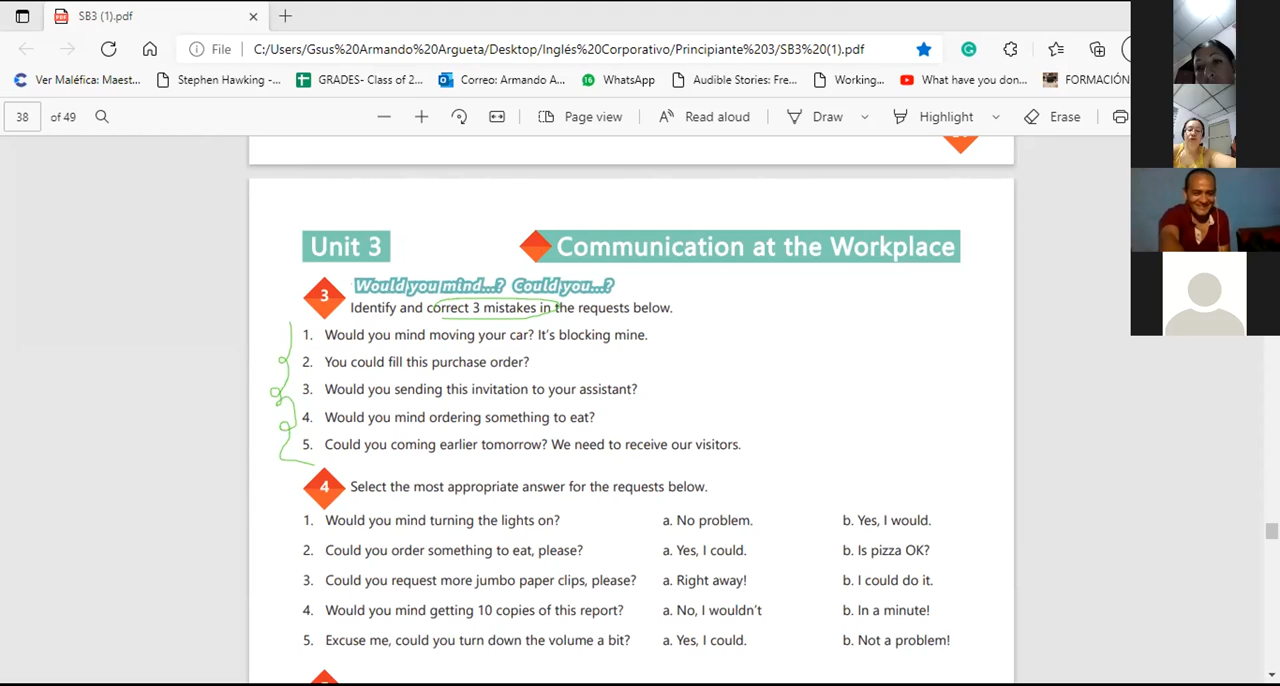 SB3 (1).pdf
File C:/Users/Gsus%20Armando%20Argueta/Desktop/Inglés%20Corporativo/Principiante%203/SB3%20(1).pdf
Ver Maléfica: Maest... Stephen Hawking -... GRADES- Class of 2... Correo: Armando A... WhatsApp Audible Stories: Fre... Working... What have you don... FORMACIÓN
38 of 49 Page view Read aloud Draw Highlight Erase
Unit 3 Communication at the Workplace
3 Would you mind...? Could you...?
Identify and correct 3 mistakes in the requests below.
1. Would you mind moving your car? It's blocking mine.
2. You could fill this purchase order?
3. Would you sending this invitation to your assistant?
4. Would you mind ordering something to eat?
5. Could you coming earlier tomorrow? We need to receive our visitors.
4 Select the most appropriate answer for the requests below.
1. Would you mind turning the lights on? a. No problem. b. Yes, I would.
2. Could you order something to eat, please? a. Yes, I could. b. Is pizza OK?
3. Could you request more jumbo paper clips, please? a. Right away! b. I could do it.
4. Would you mind getting 10 copies of this report? a. No, I wouldn't b. In a minute!
5. Excuse me, could you turn down the volume a bit? a. Yes, I could. b. Not a problem!